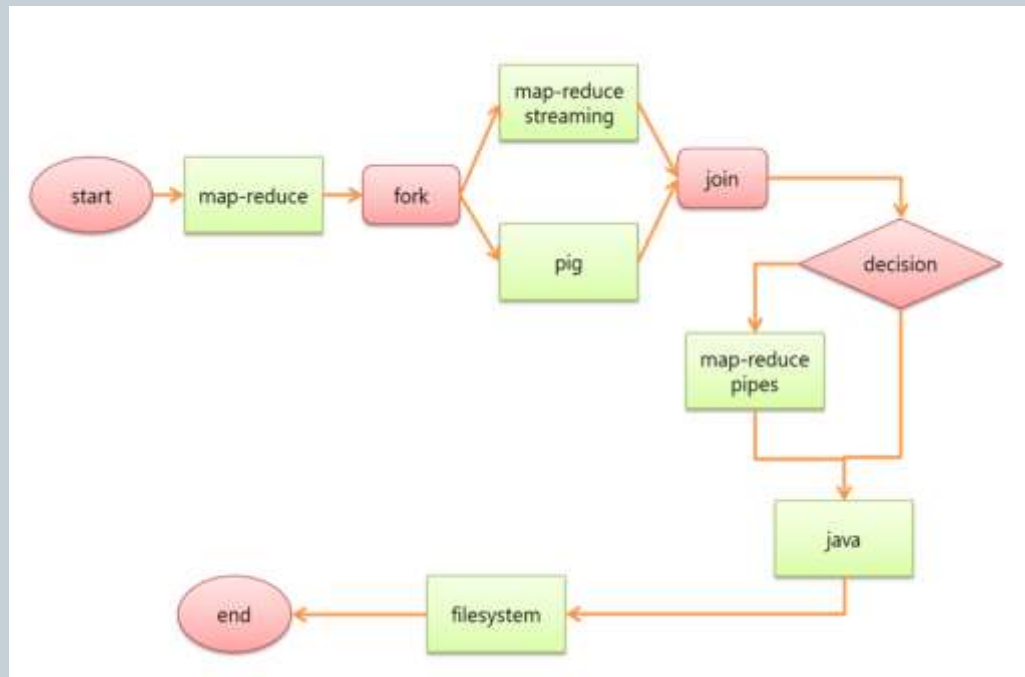 start
map-reduce
fork
map-reduce
streaming
pig
join
decision
map-reduce
pipes
java
filesystem
end